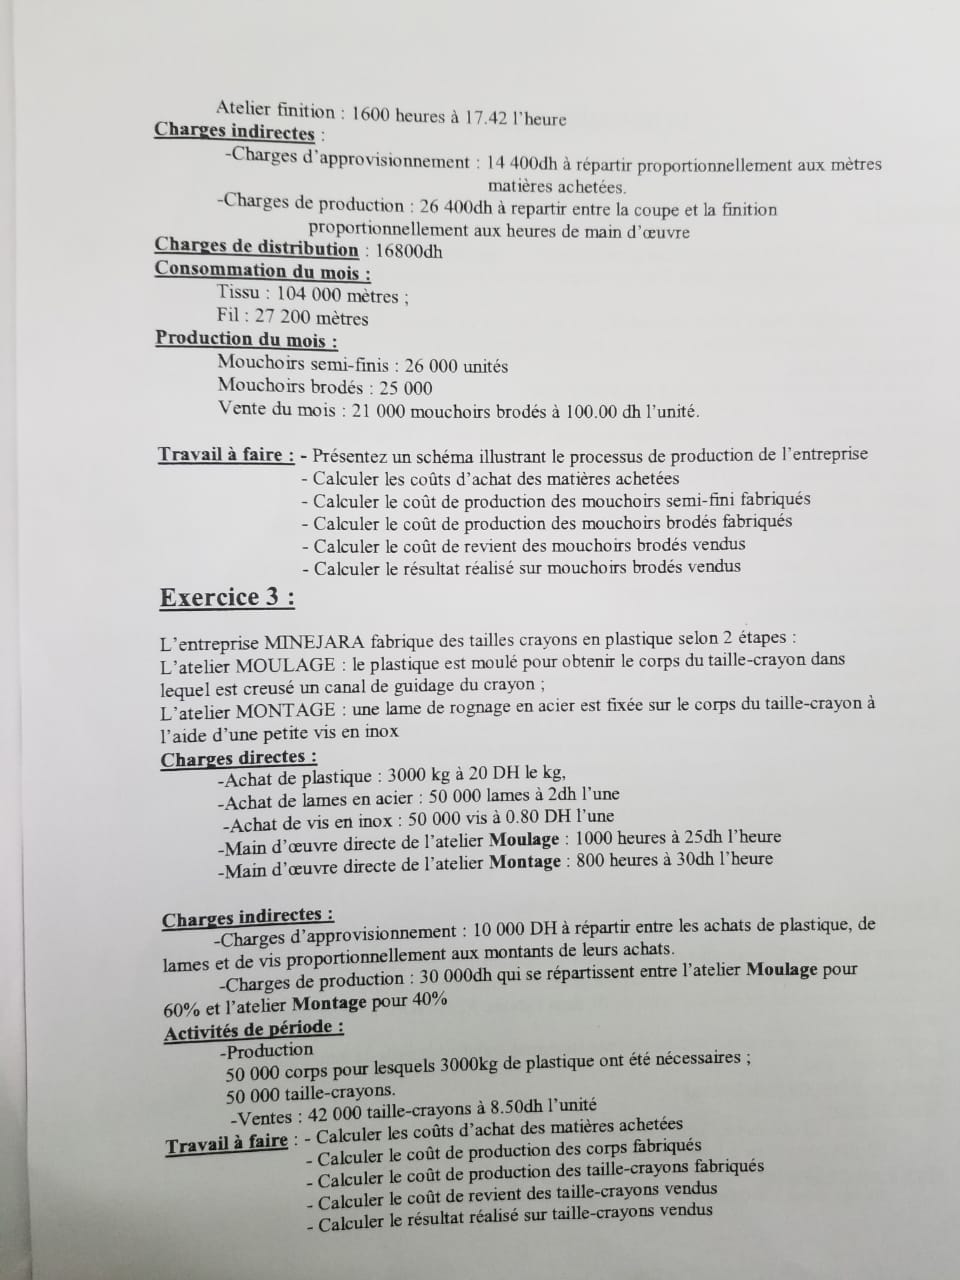 Atelier finition : 1600 heures à 17.42 l’heure
Charges indirectes :
-Charges d’approvisionnement : 14 400dh à répartir proportionnellement aux mètres
matières achetées.
-Charges de production : 26 400dh à repartir entre la coupe et la finition
proportionnellement aux heures de main d’œuvre
Charges de distribution : 16800dh
Consommation du mois :
Tissu : 104 000 mètres ;
Fil : 27 200 mètres
Production du mois :
Mouchoirs semi-finis : 26 000 unités
Mouchoirs brodés : 25 000
Vente du mois : 21 000 mouchoirs brodés à 100.00 dh l’unité.
Travail à faire : - Présentez un schéma illustrant le processus de production de l’entreprise
- Calculer les coûts d’achat des matières achetées
- Calculer le coût de production des mouchoirs semi-fini fabriqués
- Calculer le coût de production des mouchoirs brodés fabriqués
- Calculer le coût de revient des mouchoirs brodés vendus
- Calculer le résultat réalisé sur mouchoirs brodés vendus
Exercice 3 :
L’entreprise MINEJARA fabrique des tailles crayons en plastique selon 2 étapes :
L’atelier MOULAGE : le plastique est moulé pour obtenir le corps du taille-crayon dans
lequel est creusé un canal de guidage du crayon ;
L’atelier MONTAGE : une lame de rognage en acier est fixée sur le corps du taille-crayon à
l’aide d’une petite vis en inox
Charges directes :
-Achat de plastique : 3000 kg à 20 DH le kg,
-Achat de lames en acier : 50 000 lames à 2dh l’une
-Achat de vis en inox : 50 000 vis à 0.80 DH l’une
-Main d’œuvre directe de l’atelier Moulage : 1000 heures à 25dh l’heure
-Main d’œuvre directe de l’atelier Montage : 800 heures à 30dh l’heure
Charges indirectes :
-Charges d’approvisionnement : 10 000 DH à répartir entre les achats de plastique, de
lames et de vis proportionnellement aux montants de leurs achats.
-Charges de production : 30 000dh qui se répartissent entre l’atelier Moulage pour
60% et l’atelier Montage pour 40%
Activités de période :
-Production
50 000 corps pour lesquels 3000kg de plastique ont été nécessaires ;
50 000 taille-crayons.
-Ventes : 42 000 taille-crayons à 8.50dh l’unité
Travail à faire : - Calculer les coûts d’achat des matières achetées
- Calculer le coût de production des corps fabriqués
- Calculer le coût de production des taille-crayons fabriqués
- Calculer le coût de revient des taille-crayons vendus
- Calculer le résultat réalisé sur taille-crayons vendus